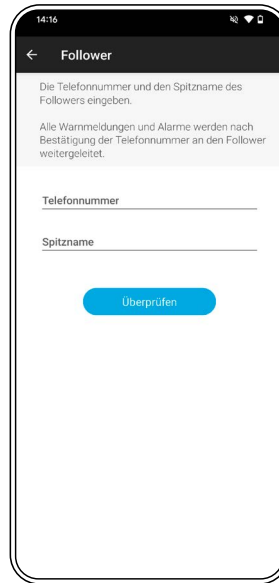 14:16
Follower
Die Telefonnummer und den Spitzname des
Followers eingeben.
Alle Warnmeldungen und Alarme werden nach
Bestätigung der Telefonnummer an den Follower
weitergeleitet.
Telefonnummer
Spitzname
Überprüfen